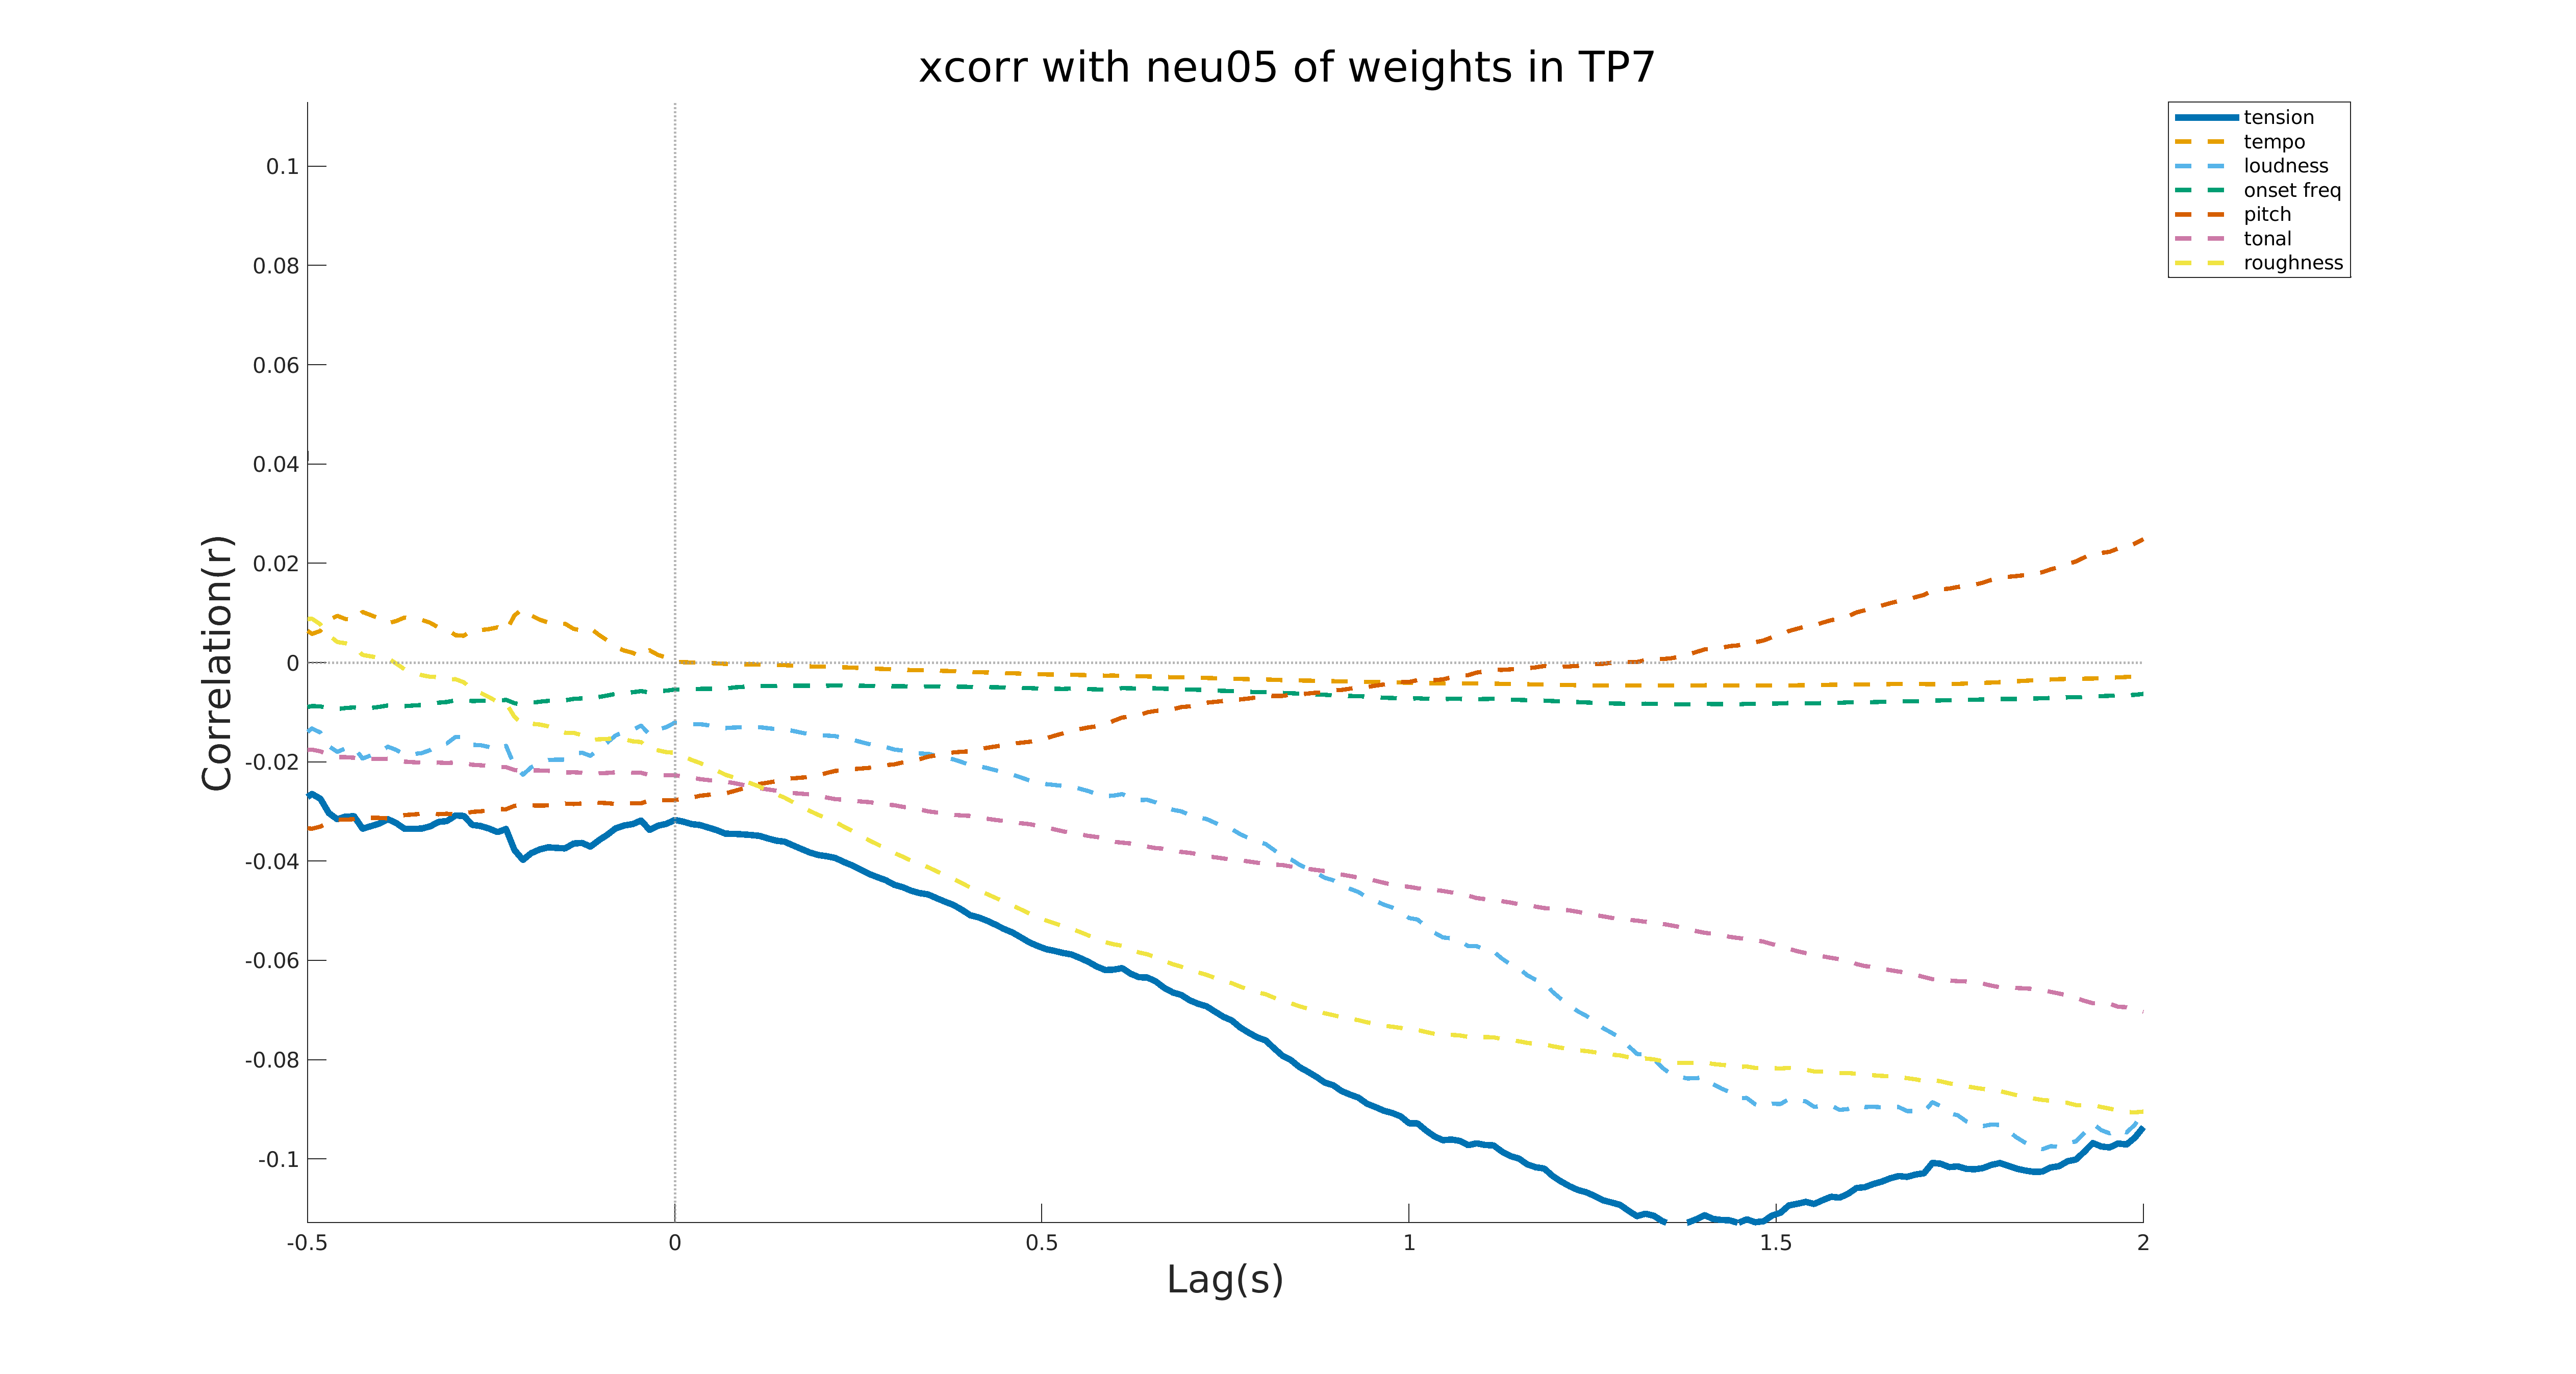 xcorr with neu05 of weights in TP7
tension
tempo
loudness
onset freq
pitch
tonal
roughness
0.1
0.08
0.06
0.04
0.02
0
-0.02
-0.04
-0.06
-0.08
-0.1
Correlation(r)
-0.5 0 0.5 1 1.5 2
Lag(s)